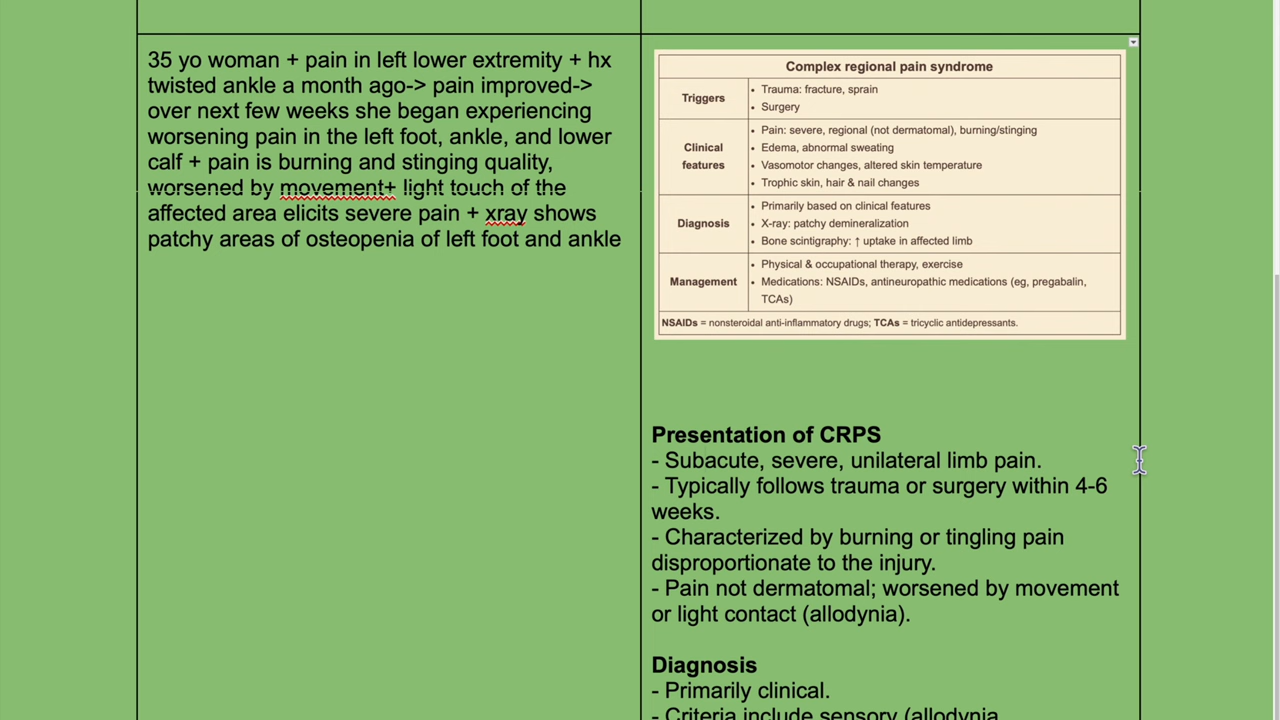 35 yo woman + pain in left lower extremity + hx
twisted ankle a month ago-> pain improved->
over next few weeks she began experiencing
worsening pain in the left foot, ankle, and lower
calf + pain is burning and stinging quality,
worsened by movement+ light touch of the
affected area elicits severe pain + xray shows
patchy areas of osteopenia of left foot and ankle
Complex regional pain syndrome
Triggers
• Trauma: fracture, sprain
• Surgery
Clinical
features
• Pain: severe, regional (not dermatomal), burning/stinging
• Edema, abnormal sweating
• Vasomotor changes, altered skin temperature
• Trophic skin, hair & nail changes
Diagnosis
• Primarily based on clinical features
• X-ray: patchy demineralization
• Bone scintigraphy: ↑ uptake in affected limb
Management
• Physical & occupational therapy, exercise
• Medications: NSAIDs, antineuropathic medications (eg, pregabalin,
TCAs)
NSAIDs = nonsteroidal anti-inflammatory drugs; TCAs = tricyclic antidepressants.
Presentation of CRPS
- Subacute, severe, unilateral limb pain.
- Typically follows trauma or surgery within 4-6
weeks.
- Characterized by burning or tingling pain
disproportionate to the injury.
- Pain not dermatomal; worsened by movement
or light contact (allodynia).
Diagnosis
- Primarily clinical.
- Criteria include sensory (allodynia